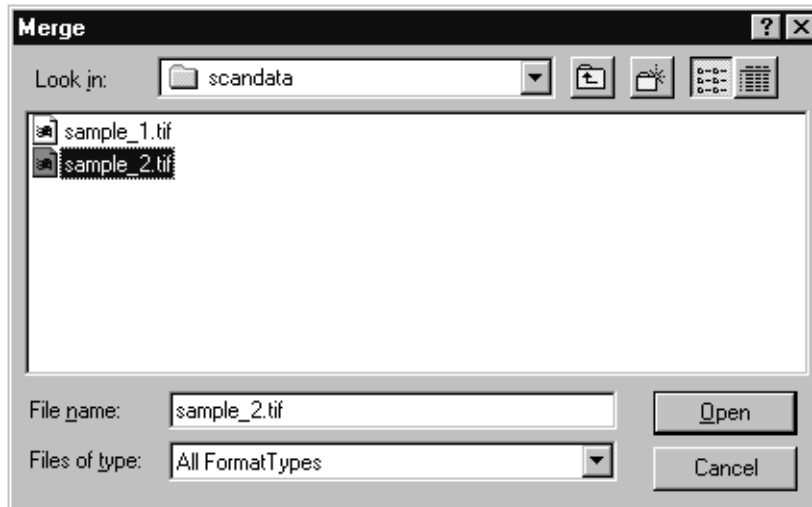 Merge
Look in: scandata
sample_1.tif
sample_2.tif
File name: sample_2.tif Open
Files of type: All FormatTypes Cancel